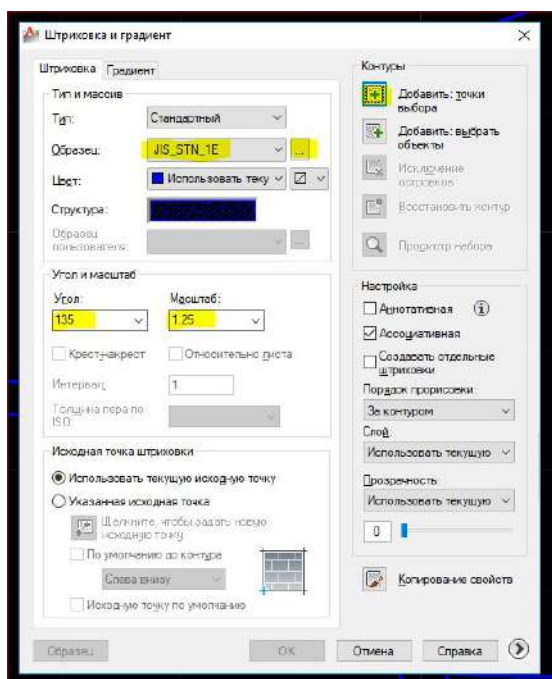 Штриховка и градиент
Штриховка Градиент
Тип и массив
Тип: Стандартный
Образец: JIS_STN_1E ...
Цвет: Использовать теку
Структура:
Образец пользователя: ...
Угол и масштаб
Угол: Масштаб:
135 1.25
Крест-накрест Относительно листа
Интервал: 1
Толщина пера по ISO:
Исходная точка штриховки
Использовать текущую исходную точку
Указанная исходная точка
Щелкните, чтобы задать новую
исходную точку
По умолчанию до контура
Слева внизу
Исходную точку по умолчанию
Контуры
Добавить: точки
выбора
Добавить: выбрать
объекты
Исключение
островков
Восстановить контур
Просмотр набора
Настройка
Аннотативная
Ассоциативная
Создавать отдельные
штриховки
Порядок прорисовки:
За контуром
Слой:
Использовать текущую
Прозрачность:
Использовать текущую
0
Копирование свойств
Образец
OK
Отмена
Справка